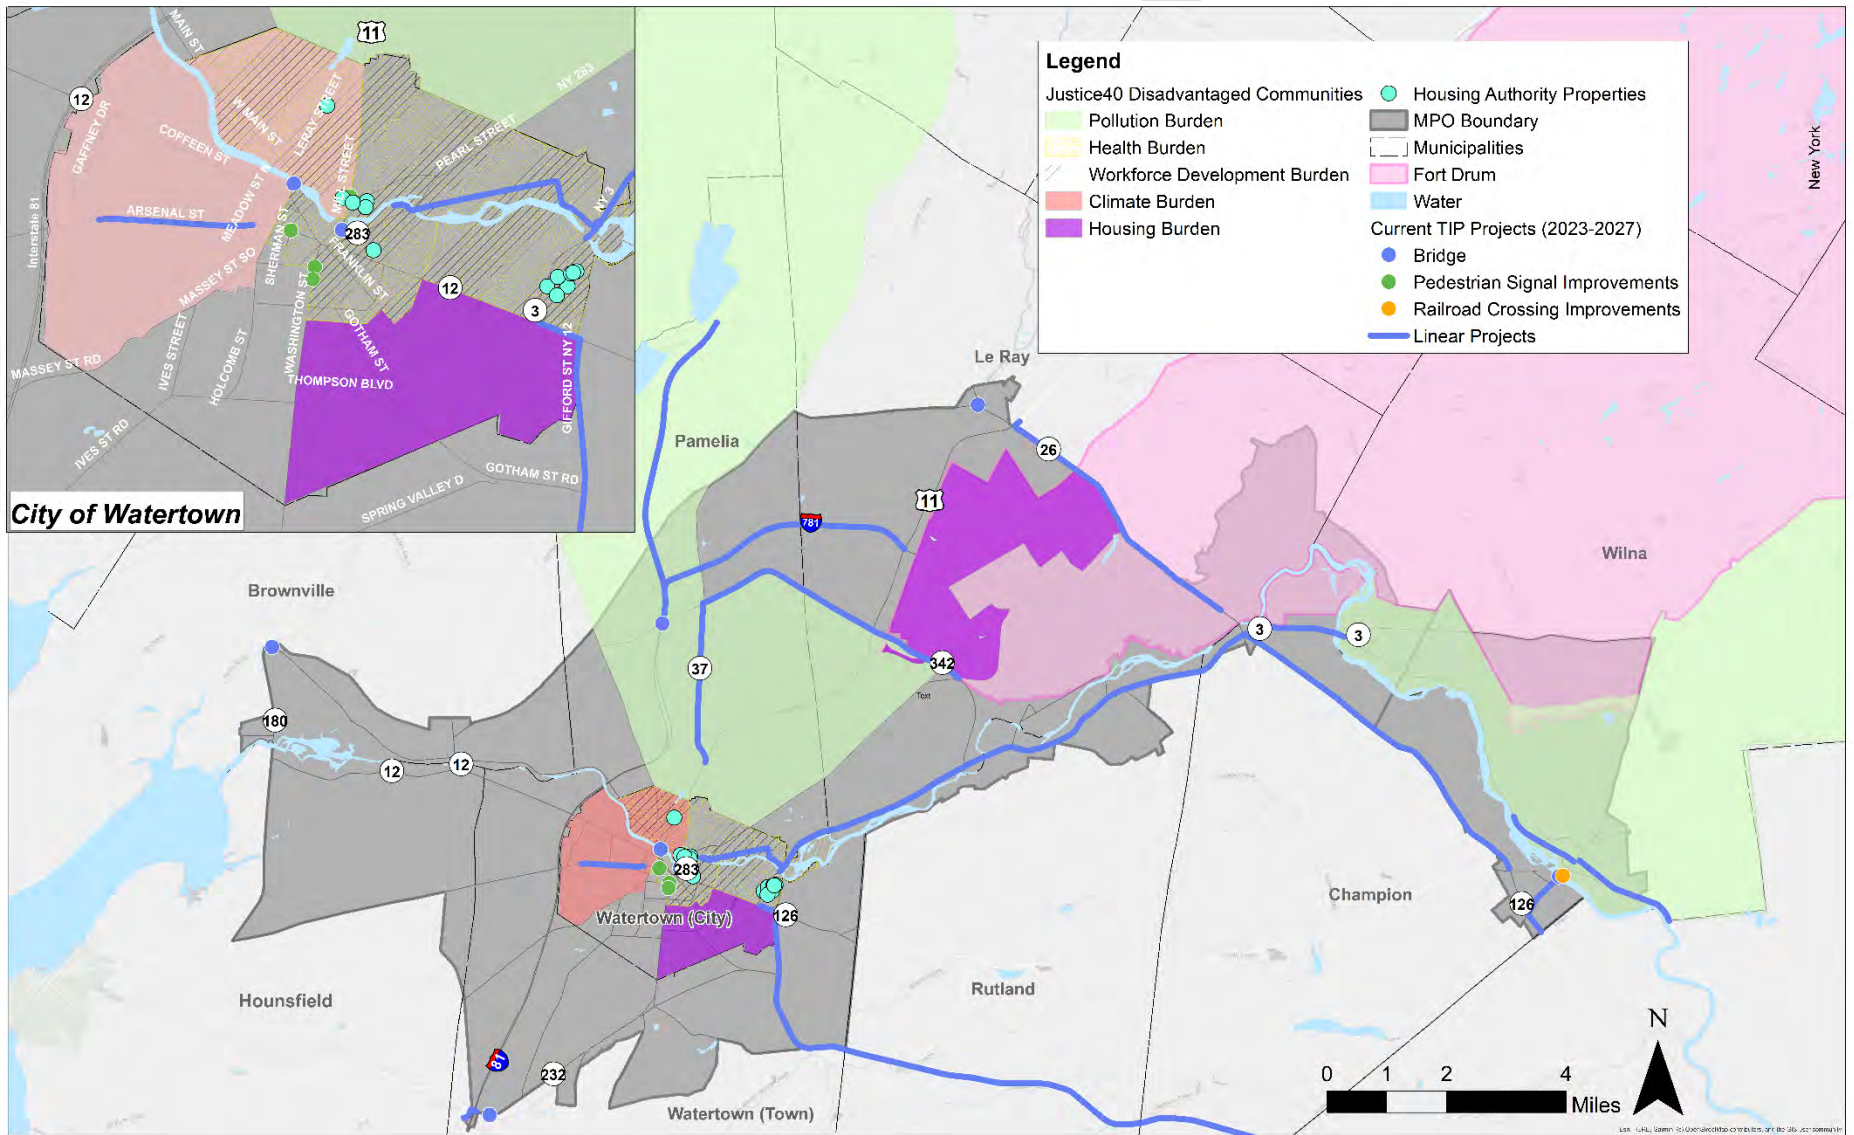 11
MAIN ST
NY 283
12
GAFFNEY DR
W MAIN ST
LERAY STREET
COFFEEN ST
PEARL STREET
MEADOW ST
MILL STREET
NY 3
Interstate 81
ARSENAL ST
SHERMAN ST
283
FRANKLIN ST
MASSEY ST SO
12
3
WASHINGTON ST
GOTHAM ST
IVES STREET
HOLCOMB ST
MASSEY ST RD
THOMPSON BLVD
GIFFORD ST NY 12
IVES ST RD
GOTHAM ST RD
SPRING VALLEY D
City of Watertown
Legend
Justice40 Disadvantaged Communities
Pollution Burden
Health Burden
Workforce Development Burden
Climate Burden
Housing Burden
Housing Authority Properties
MPO Boundary
Municipalities
Fort Drum
Water
Current TIP Projects (2023-2027)
Bridge
Pedestrian Signal Improvements
Railroad Crossing Improvements
Linear Projects
New York
Le Ray
Pamelia
26
11
781
Wilna
Brownville
3
3
342
37
Text
180
12
12
283
Watertown (City)
126
Champion
126
Hounsfield
Rutland
81
232
Watertown (Town)
N
0 1 2 4
Miles